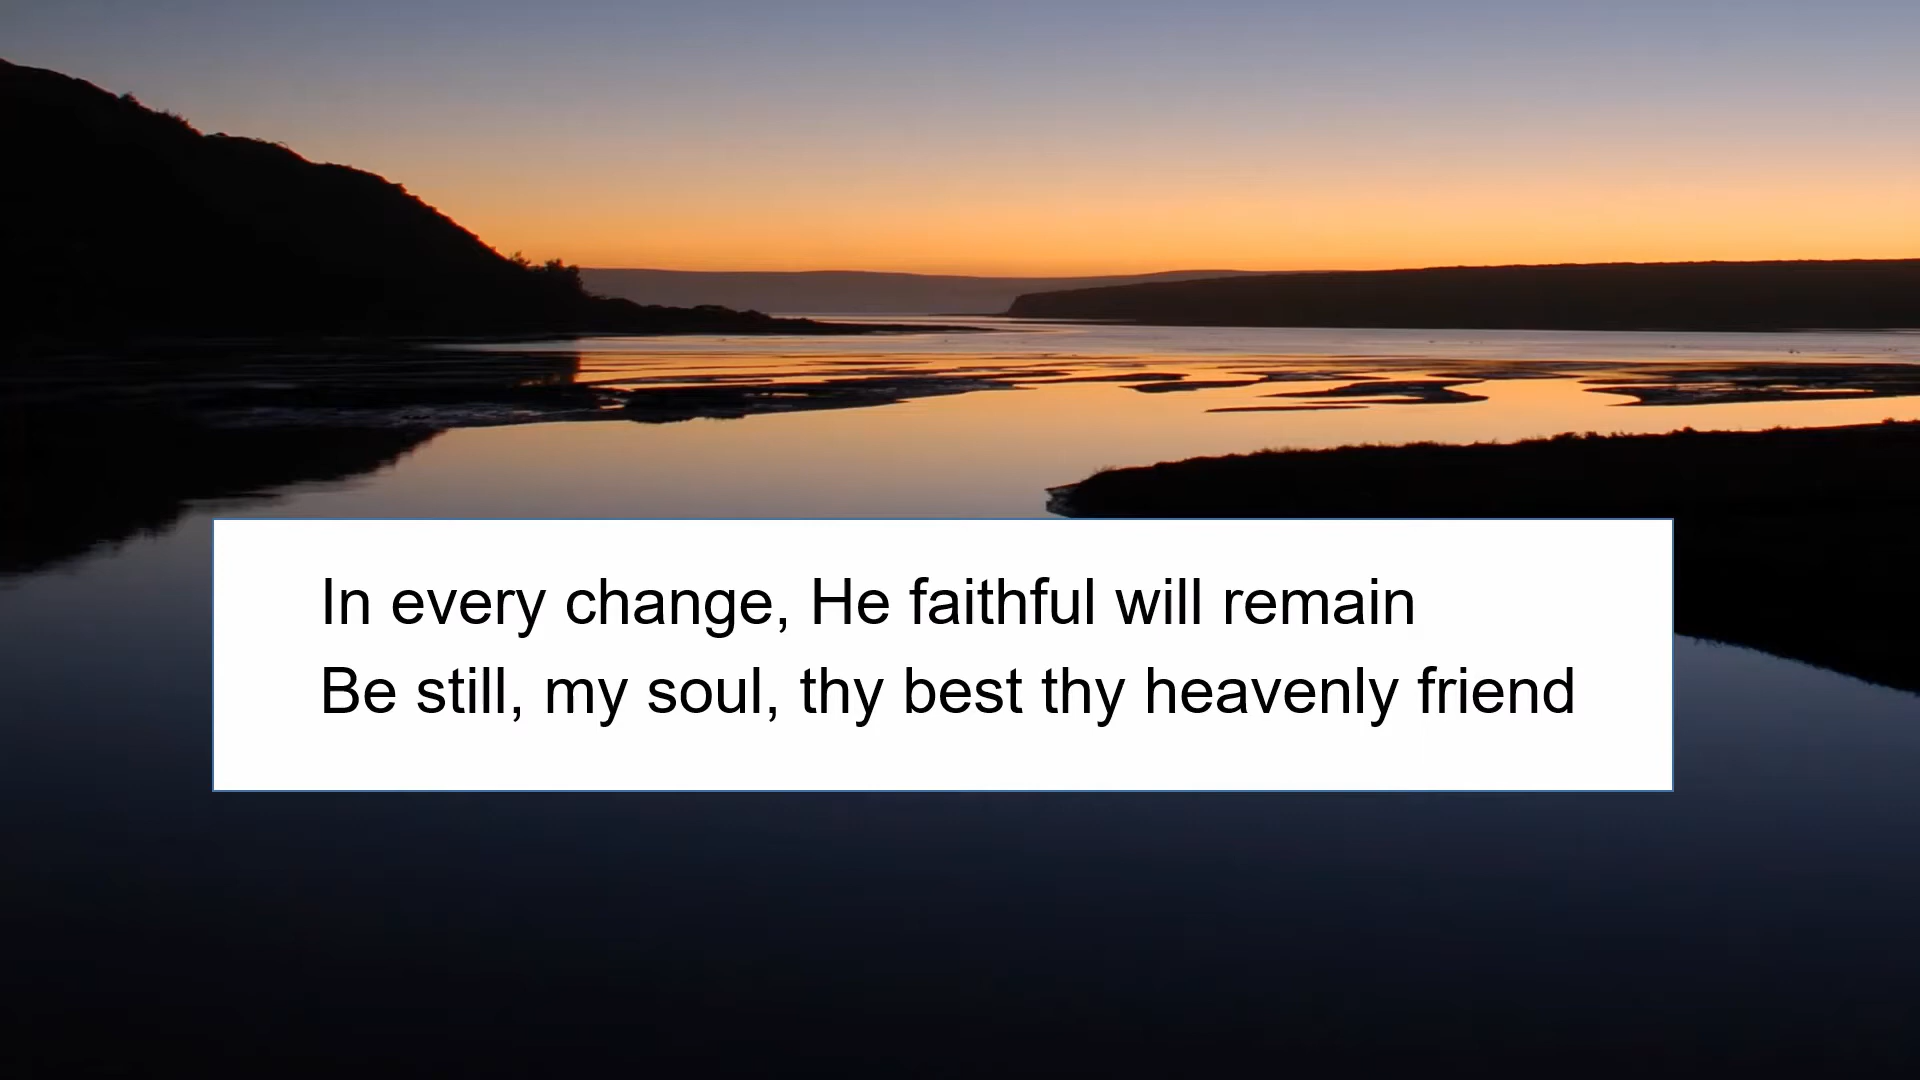 In every change, He faithful will remain
Be still, my soul, thy best thy heavenly friend